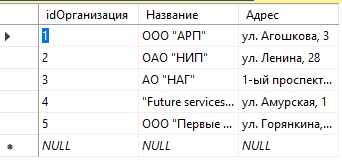 idОрганизация Название Адрес
1 ООО "АРП" ул. Агошкова, 3
2 ОАО "НИП" ул. Ленина, 28
3 АО "НАГ" 1-ый проспект...
4 "Future services... ул. Амурская, 1
5 ООО "Первые ... ул. Горянкина,...
NULL NULL NULL